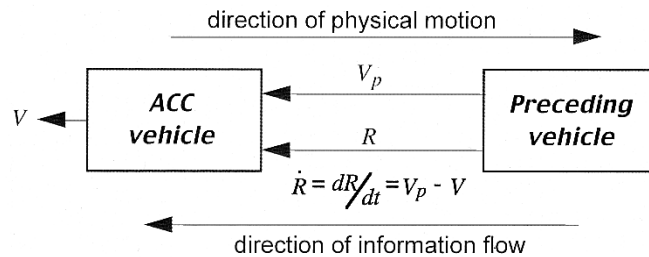 direction of physical motion
V
ACC
vehicle
V_p
R
Preceding
vehicle
Ṙ = dR/dt = V_p - V
direction of information flow